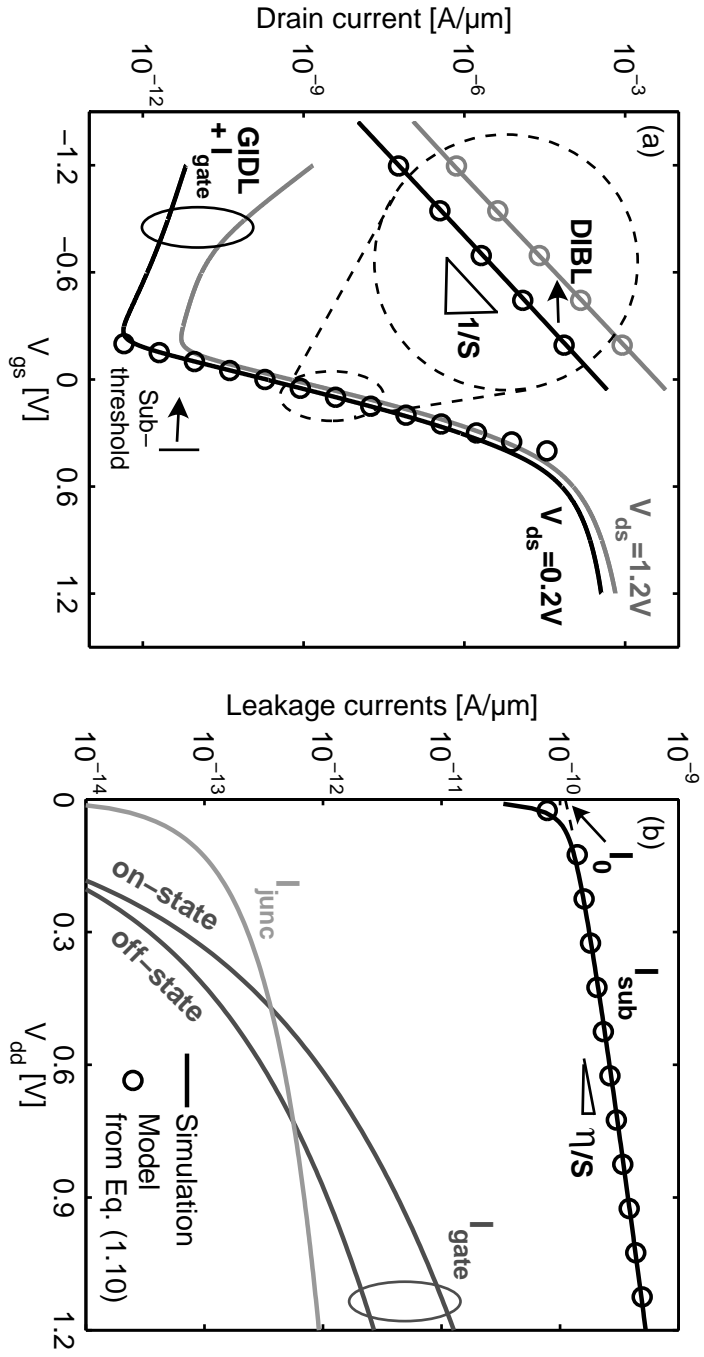 (a)
Drain current [A/µm]
10⁻³
10⁻⁶
10⁻⁹
10⁻¹²
−1.2
−0.6
0
0.6
1.2
V_gs [V]
DIBL
1/S
GIDL
+ I_gate
Sub−
threshold
V_ds=1.2V
V_ds=0.2V
(b)
Leakage currents [A/µm]
10⁻⁹
10⁻¹⁰
10⁻¹¹
10⁻¹²
10⁻¹³
10⁻¹⁴
0
0.3
0.6
0.9
1.2
V_dd [V]
I_0
I_sub
η/S
I_gate
I_junc
on−state
off−state
Simulation
Model
from Eq. (1.10)